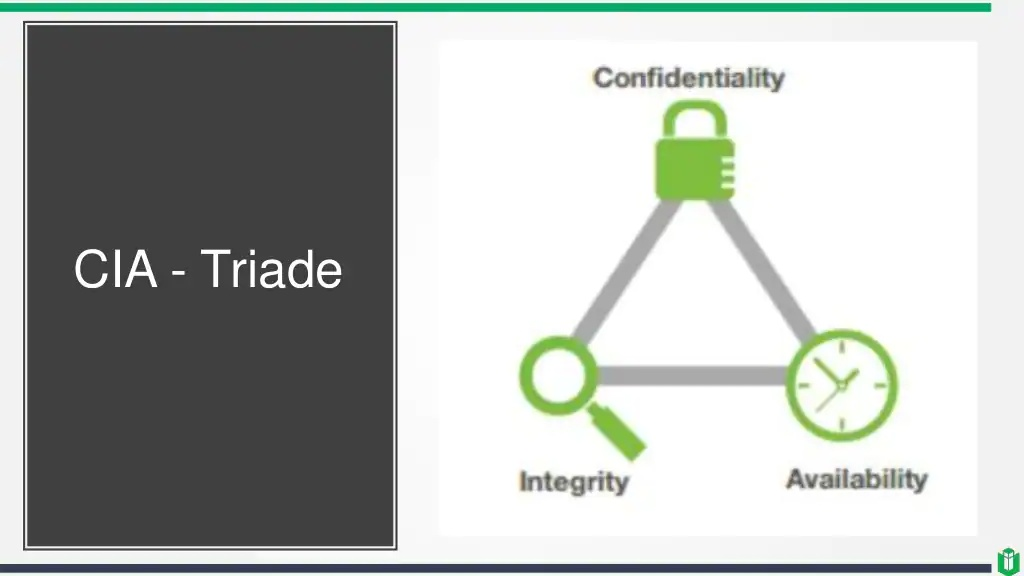 CIA - Triade
Confidentiality
Integrity
Availability